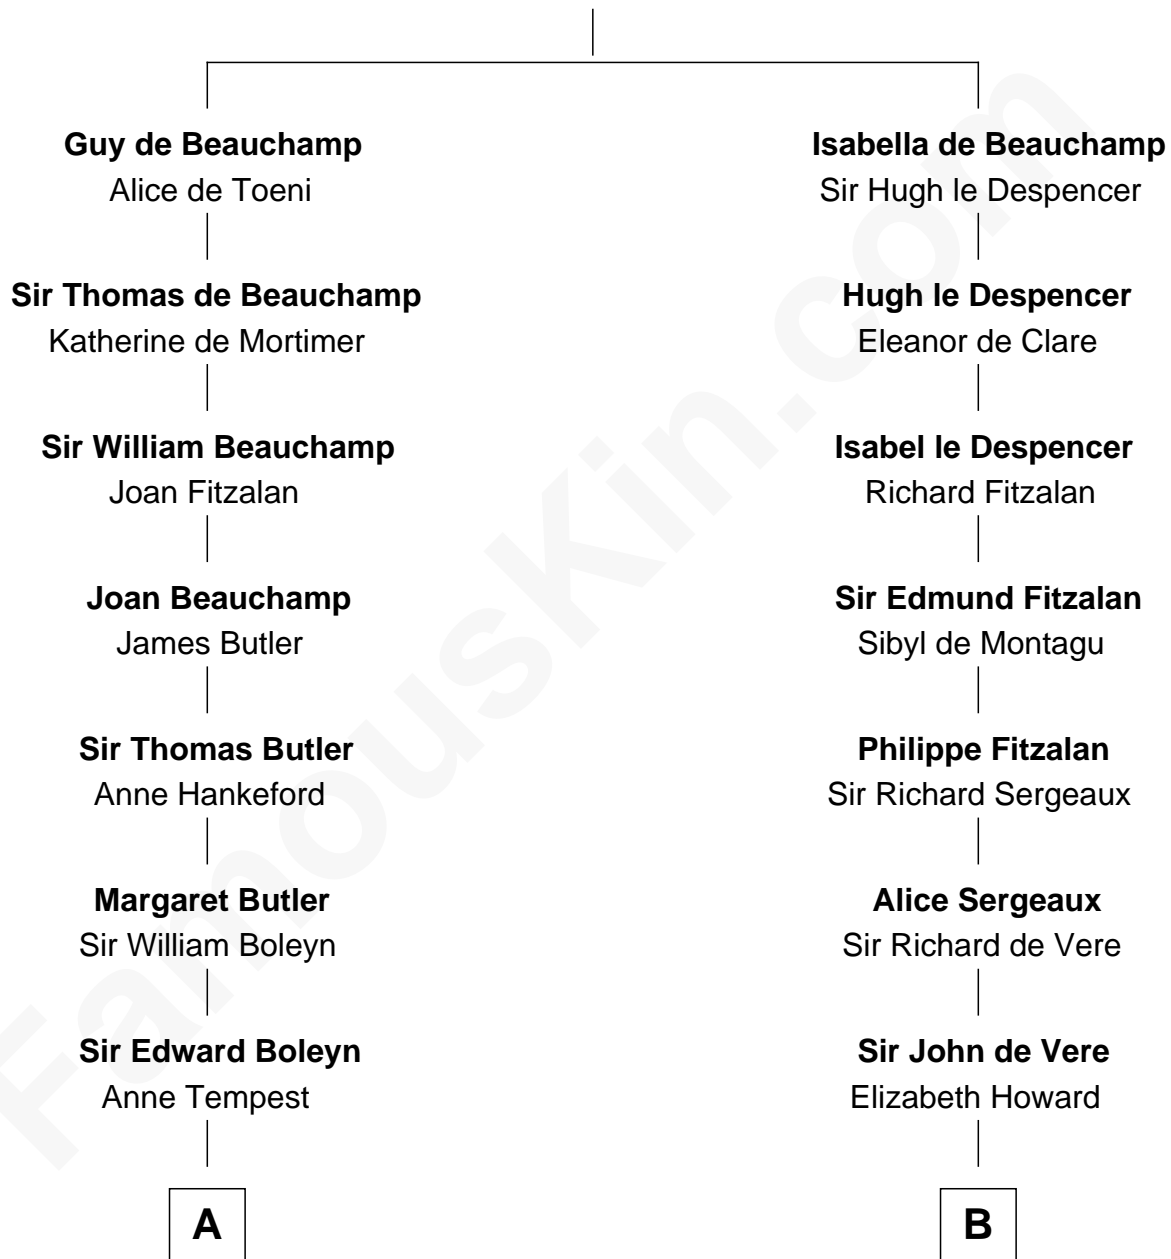 Guy de Beauchamp
Alice de Toeni
Isabella de Beauchamp
Sir Hugh le Despencer
Sir Thomas de Beauchamp
Katherine de Mortimer
Hugh le Despencer
Eleanor de Clare
Sir William Beauchamp
Joan Fitzalan
Isabel le Despencer
Richard Fitzalan
Joan Beauchamp
James Butler
Sir Edmund Fitzalan
Sibyl de Montagu
Sir Thomas Butler
Anne Hankeford
Philippe Fitzalan
Sir Richard Sergeaux
Margaret Butler
Sir William Boleyn
Alice Sergeaux
Sir Richard de Vere
Sir Edward Boleyn
Anne Tempest
Sir John de Vere
Elizabeth Howard
A
B
FamousKin.com